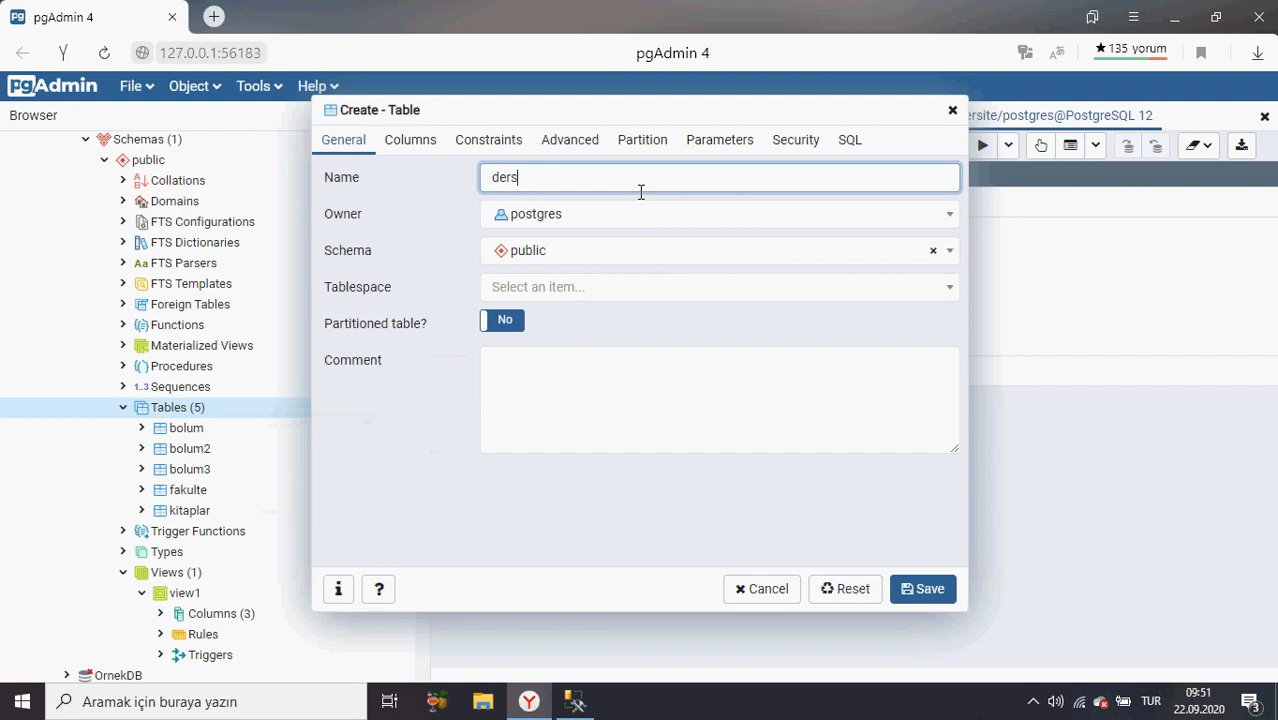 pgAdmin 4
127.0.0.1:56183
pgAdmin 4
★135 yorum
pgAdmin
File
Object
Tools
Help
Browser
ersite/postgres@PostgreSQL 12
Schemas (1)
public
Collations
Domains
FTS Configurations
FTS Dictionaries
Aa FTS Parsers
FTS Templates
Foreign Tables
Functions
Materialized Views
Procedures
1..3 Sequences
Tables (5)
bolum
bolum2
bolum3
fakulte
kitaplar
Trigger Functions
Types
Views (1)
view1
Columns (3)
Rules
Triggers
OrnekDB
Create - Table
General Columns Constraints Advanced Partition Parameters Security SQL
Name ders
Owner postgres
Schema public
Tablespace Select an item...
Partitioned table? No
Comment
i ? Cancel Reset Save
Aramak için buraya yazın
TUR
09:51
22.09.2020
3